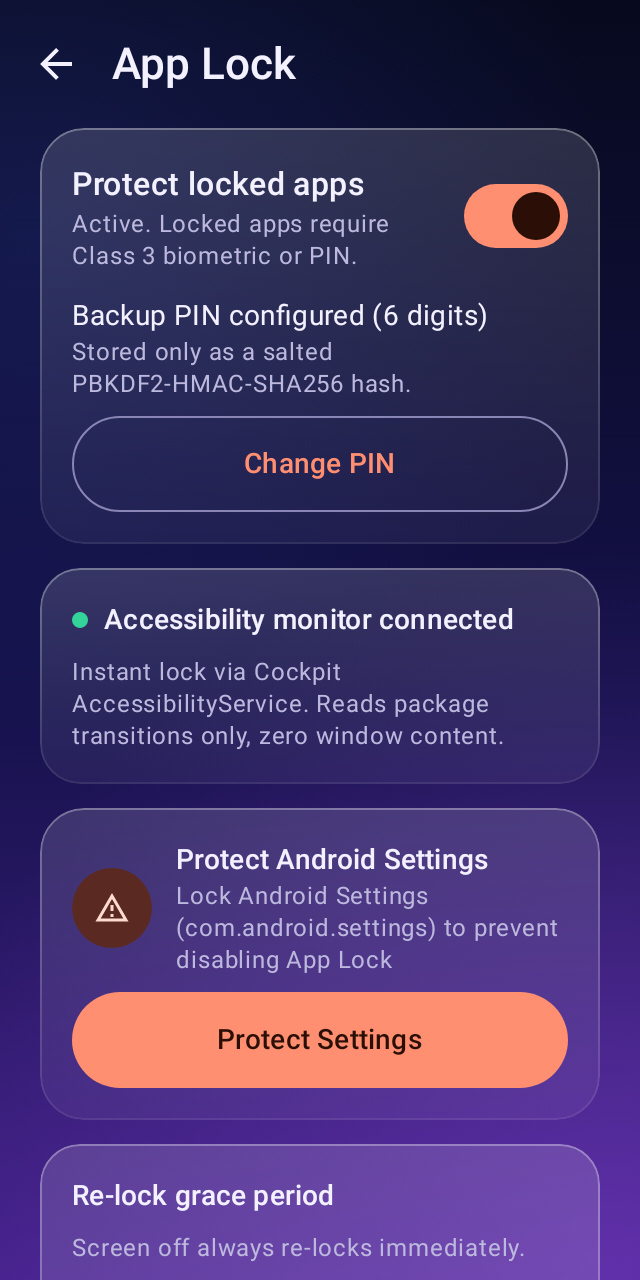 App Lock
Protect locked apps
Active. Locked apps require
Class 3 biometric or PIN.
Backup PIN configured (6 digits)
Stored only as a salted
PBKDF2-HMAC-SHA256 hash.
Change PIN
Accessibility monitor connected
Instant lock via Cockpit
AccessibilityService. Reads package
transitions only, zero window content.
Protect Android Settings
Lock Android Settings
(com.android.settings) to prevent
disabling App Lock
Protect Settings
Re-lock grace period
Screen off always re-locks immediately.